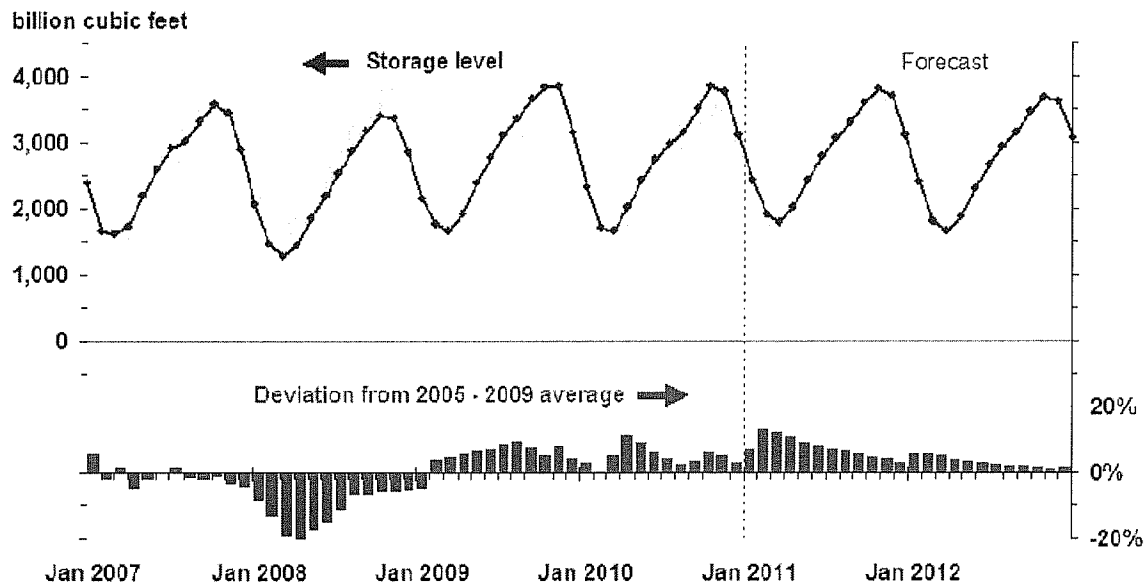 billion cubic feet
4,000
3,000
2,000
1,000
0
Storage level
Forecast
Deviation from 2005 - 2009 average
20%
0%
-20%
Jan 2007 Jan 2008 Jan 2009 Jan 2010 Jan 2011 Jan 2012